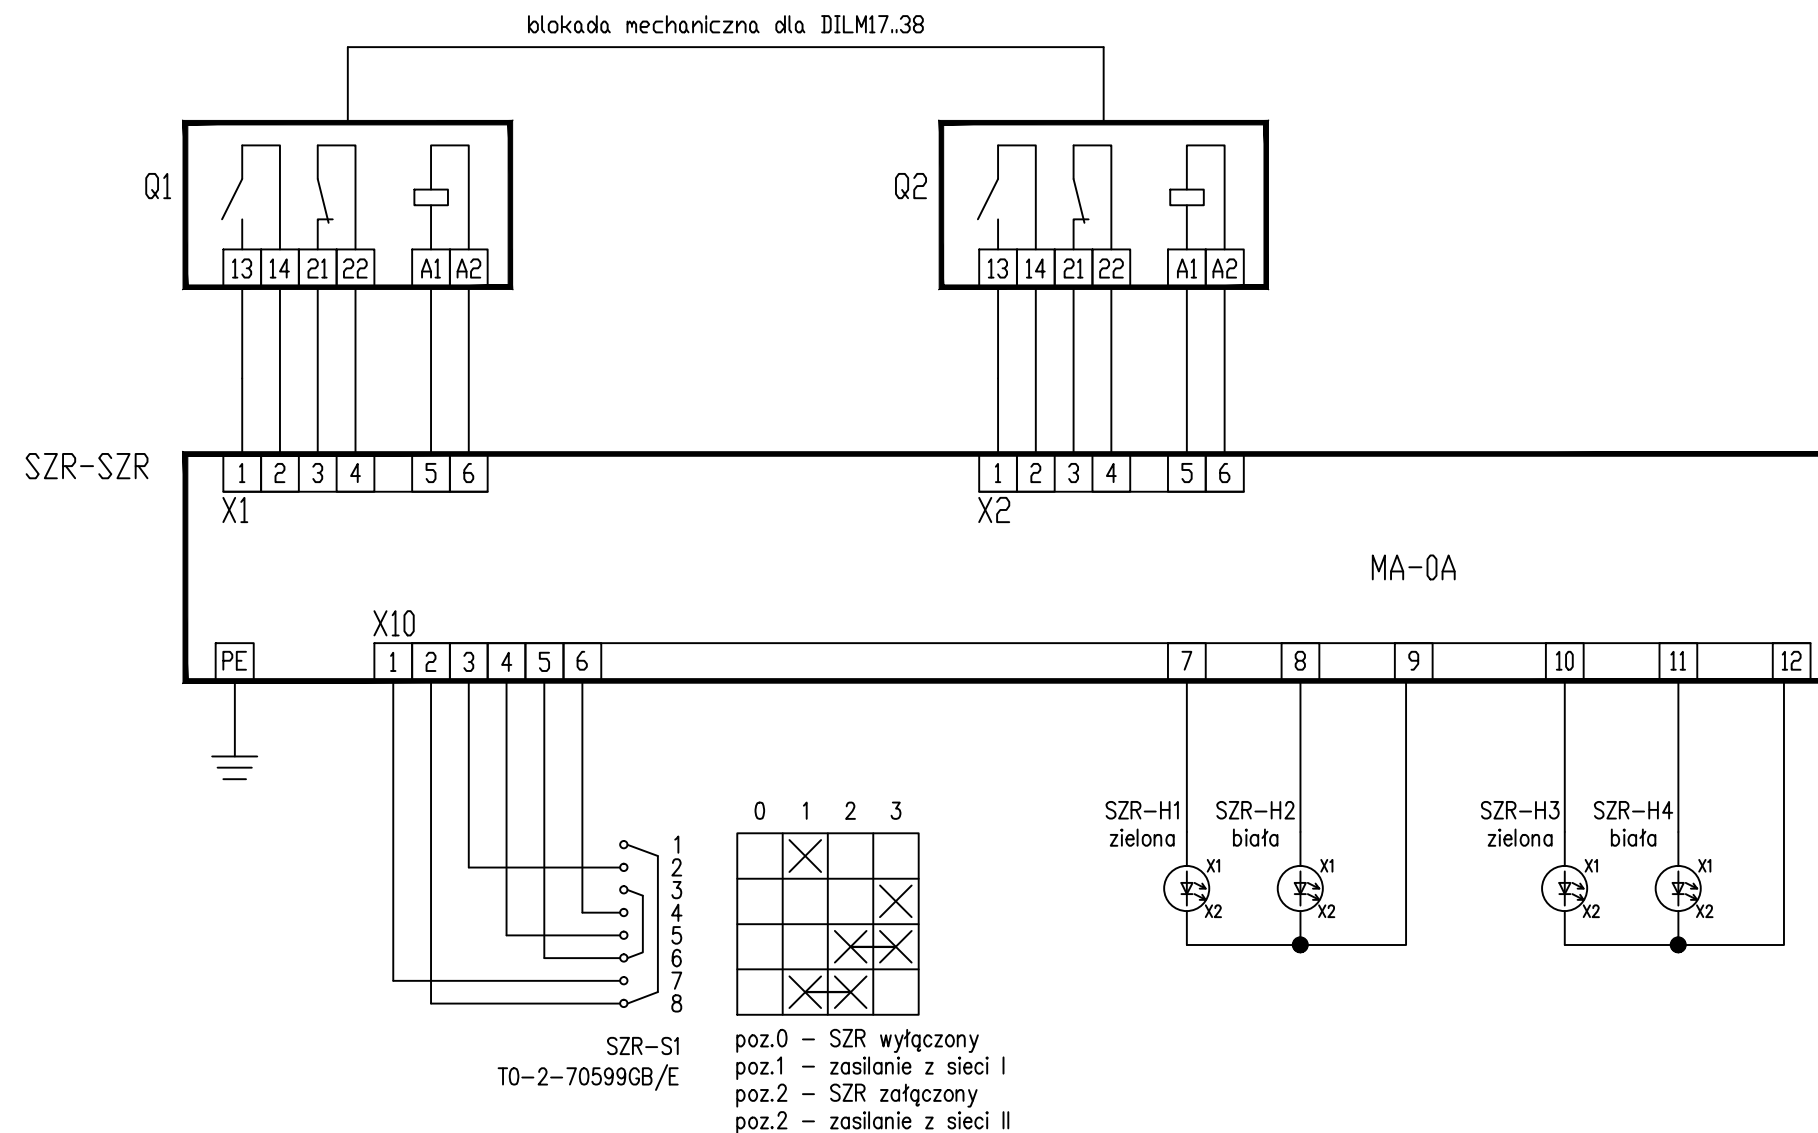 blokada mechaniczna dla DILM17..38
Q1
13 14 21 22 A1 A2
Q2
13 14 21 22 A1 A2
SZR-SZR
1 2 3 4 5 6
X1
1 2 3 4 5 6
X2
MA-0A
X10
PE
1 2 3 4 5 6 7 8 9 10 11 12
0 1 2 3
1
2
3
4
5
6
7
8
SZR-S1
T0-2-70599GB/E
poz.0 - SZR wyłączony
poz.1 - zasilanie z sieci I
poz.2 - SZR załączony
poz.2 - zasilanie z sieci II
SZR-H1
zielona
X1
X2
SZR-H2
biała
X1
X2
SZR-H3
zielona
X1
X2
SZR-H4
biała
X1
X2